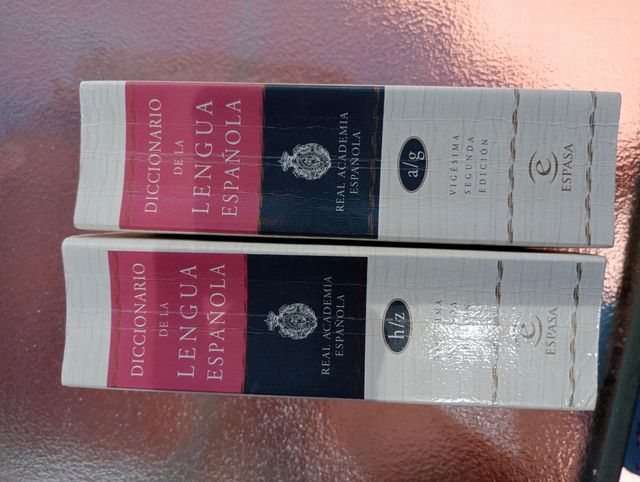 DICCIONARIO
DE LA
LENGUA
ESPAÑOLA
REAL ACADEMIA
ESPAÑOLA
a/g
VIGÉSIMA
SEGUNDA
EDICIÓN
e
ESPASA
DICCIONARIO
DE LA
LENGUA
ESPAÑOLA
REAL ACADEMIA
ESPAÑOLA
h/z
e
ESPASA